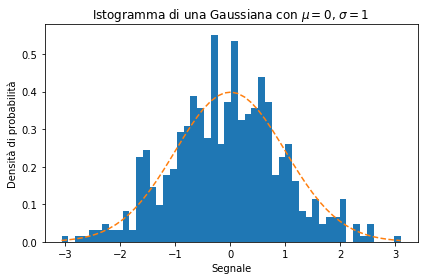 Istogramma di una Gaussiana con μ = 0, σ = 1
Densità di probabilità
0.5
0.4
0.3
0.2
0.1
0.0
−3 −2 −1 0 1 2 3
Segnale